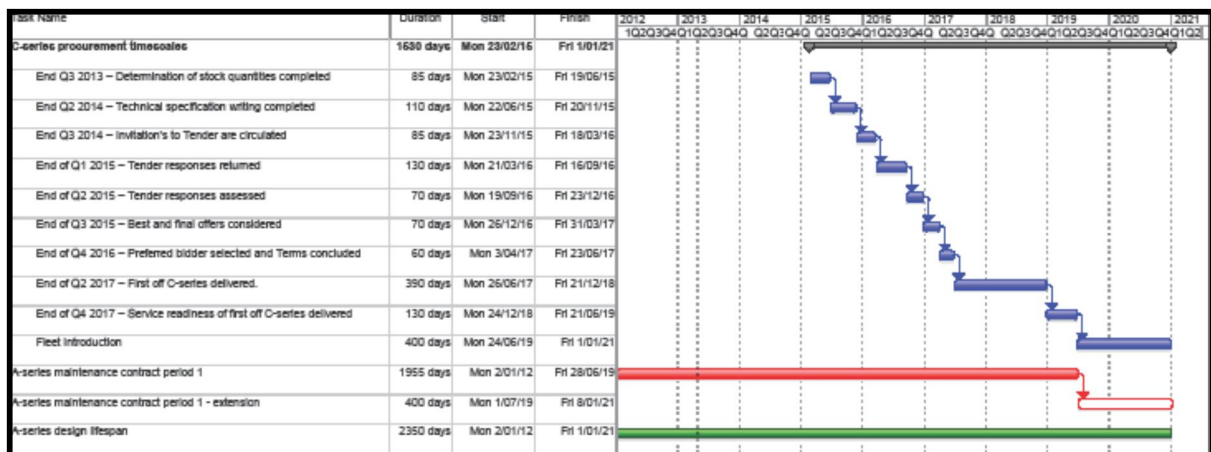 Task Name Duration Start Finish 2012 2013 2014 2015 2016 2017 2018 2019 2020 2021
1Q2Q3Q4Q1Q2Q3Q4Q Q2Q3Q4Q Q2Q3Q4Q Q2Q3Q4Q Q2Q3Q4Q Q2Q3Q4Q Q2Q3Q4Q Q2Q3Q4Q1Q2
C-series procurement timescales 1530 days Mon 23/02/15 Fri 1/01/21
End Q3 2013 – Determination of stock quantities completed 85 days Mon 23/02/15 Fri 19/06/15
End Q2 2014 – Technical specification writing completed 110 days Mon 22/06/15 Fri 20/11/15
End Q3 2014 – Invitation's to Tender are circulated 85 days Mon 23/11/15 Fri 18/03/16
End of Q1 2015 – Tender responses returned 130 days Mon 21/03/16 Fri 16/09/16
End of Q2 2015 – Tender responses assessed 70 days Mon 19/09/16 Fri 23/12/16
End of Q3 2015 – Best and final offers considered 70 days Mon 26/12/16 Fri 31/03/17
End of Q4 2016 – Preferred bidder selected and Terms concluded 60 days Mon 3/04/17 Fri 23/06/17
End of Q2 2017 – First off C-series delivered. 390 days Mon 26/06/17 Fri 21/12/18
End of Q4 2017 – Service readiness of first off C-series delivered 130 days Mon 24/12/18 Fri 21/06/19
Fleet Introduction 400 days Mon 24/06/19 Fri 1/01/21
A-series maintenance contract period 1 1955 days Mon 2/01/12 Fri 28/06/19
A-series maintenance contract period 1 - extension 400 days Mon 1/07/19 Fri 8/01/21
A-series design lifespan 2350 days Mon 2/01/12 Fri 1/01/21